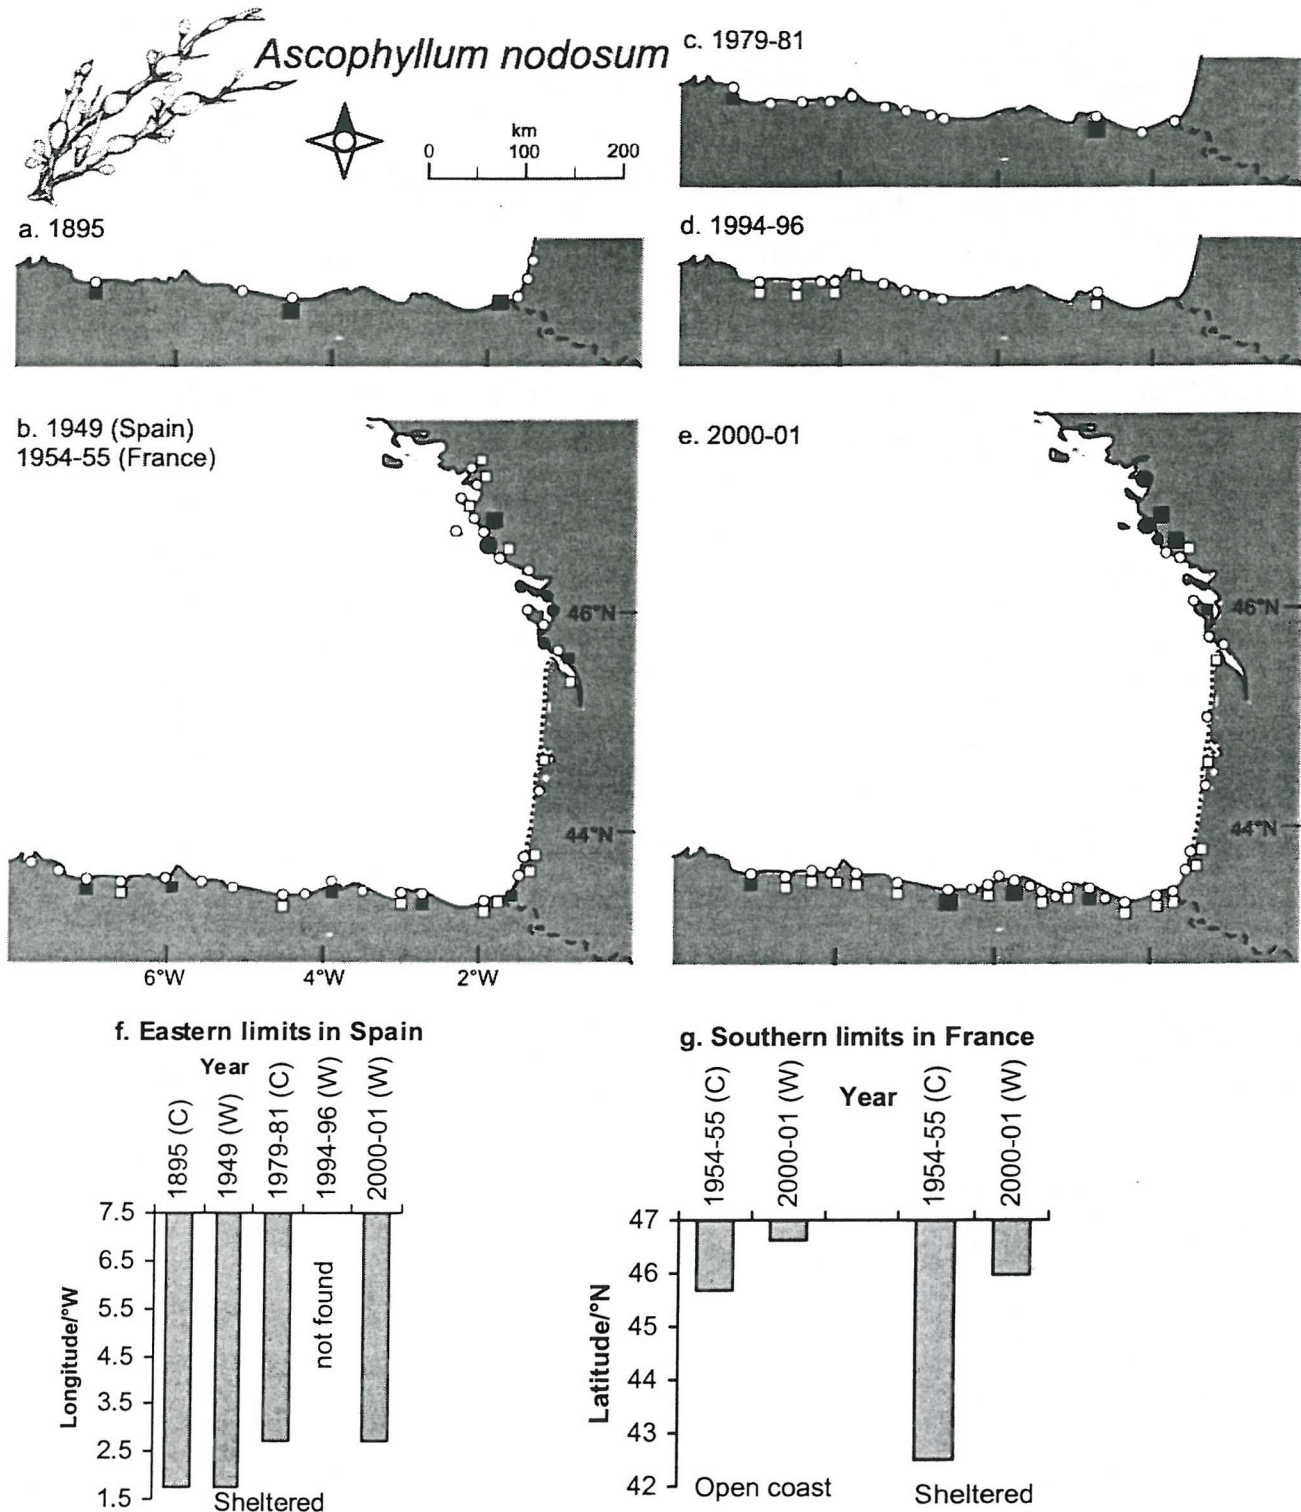 Ascophyllum nodosum
km
0 100 200
a. 1895
b. 1949 (Spain)
1954-55 (France)
46°N
44°N
6°W 4°W 2°W
c. 1979-81
d. 1994-96
e. 2000-01
46°N
44°N
f. Eastern limits in Spain
Year
1895 (C)
1949 (W)
1979-81 (C)
1994-96 (W)
2000-01 (W)
Longitude/°W
7.5
6.5
5.5
4.5
3.5
2.5
1.5
not found
Sheltered
g. Southern limits in France
Year
1954-55 (C)
2000-01 (W)
1954-55 (C)
2000-01 (W)
Latitude/°N
47
46
45
44
43
42
Open coast
Sheltered